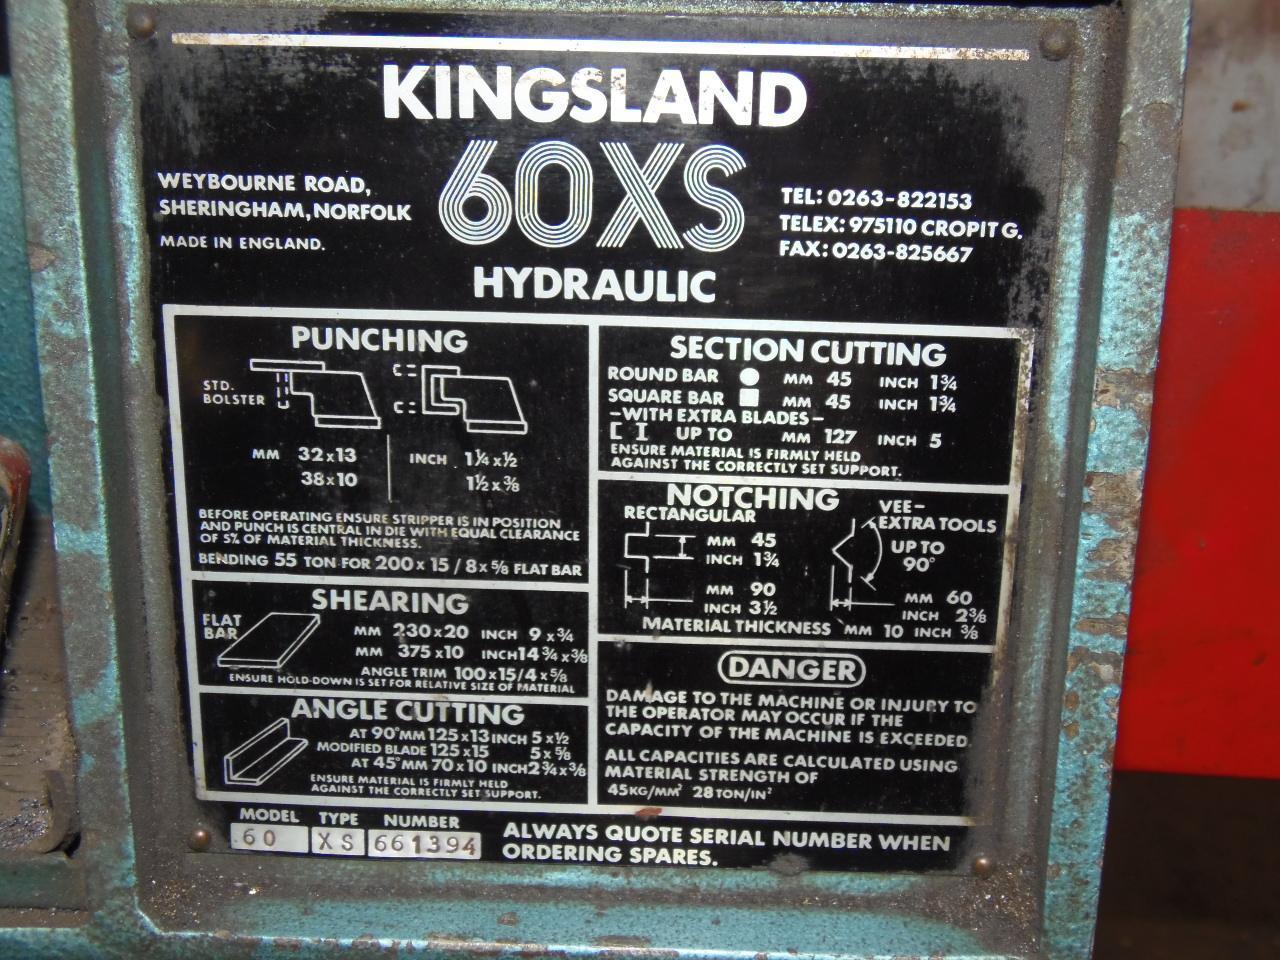 KINGSLAND
60XS
HYDRAULIC
WEYBOURNE ROAD,
SHERINGHAM, NORFOLK
MADE IN ENGLAND.
TEL: 0263-822153
TELEX: 975110 CROPIT G.
FAX: 0263-825667
PUNCHING
STD.
BOLSTER
MM 32x13 INCH 1¼x½
38x10 1½x⅜
BEFORE OPERATING ENSURE STRIPPER IS IN POSITION
AND PUNCH IS CENTRAL IN DIE WITH EQUAL CLEARANCE
OF 5% OF MATERIAL THICKNESS.
BENDING 55 TON FOR 200x15/8x⅝ FLAT BAR
SHEARING
FLAT
BAR
MM 230x20 INCH 9x¾
MM 375x10 INCH 14¾x⅜
ANGLE TRIM 100x15/4x⅝
ENSURE HOLD-DOWN IS SET FOR RELATIVE SIZE OF MATERIAL
ANGLE CUTTING
AT 90° MM 125x13 INCH 5x½
MODIFIED BLADE 125x15 5x⅝
AT 45° MM 70x10 INCH 2¾x⅜
ENSURE MATERIAL IS FIRMLY HELD
AGAINST THE CORRECTLY SET SUPPORT.
SECTION CUTTING
ROUND BAR MM 45 INCH 1¾
SQUARE BAR MM 45 INCH 1¾
-WITH EXTRA BLADES-
[ I UP TO MM 127 INCH 5
ENSURE MATERIAL IS FIRMLY HELD
AGAINST THE CORRECTLY SET SUPPORT.
NOTCHING
RECTANGULAR
MM 45
INCH 1¾
MM 90
INCH 3½
VEE-
EXTRA TOOLS
UP TO
90°
MM 60
INCH 2⅜
MATERIAL THICKNESS MM 10 INCH ⅜
DANGER
DAMAGE TO THE MACHINE OR INJURY TO
THE OPERATOR MAY OCCUR IF THE
CAPACITY OF THE MACHINE IS EXCEEDED.
ALL CAPACITIES ARE CALCULATED USING
MATERIAL STRENGTH OF
45KG/MM² 28TON/IN²
MODEL TYPE NUMBER
60 XS 661394
ALWAYS QUOTE SERIAL NUMBER WHEN
ORDERING SPARES.